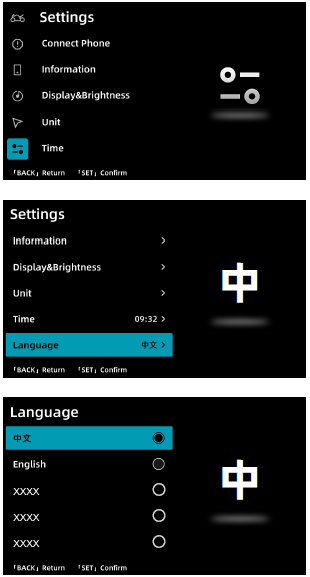 Settings
Connect Phone
Information
Display&Brightness
Unit
Time
「BACK」Return 「SET」Confirm
Settings
Information
Display&Brightness
Unit
Time 09:32
Language 中文
中
「BACK」Return 「SET」Confirm
Language
中文
English
XXXX
XXXX
XXXX
中
「BACK」Return 「SET」Confirm